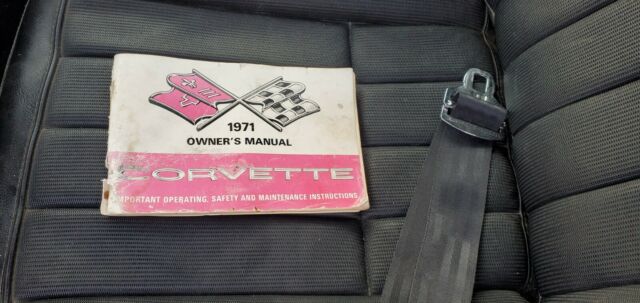 1971
OWNER'S MANUAL
CORVETTE
IMPORTANT OPERATING, SAFETY AND MAINTENANCE INSTRUCTIONS